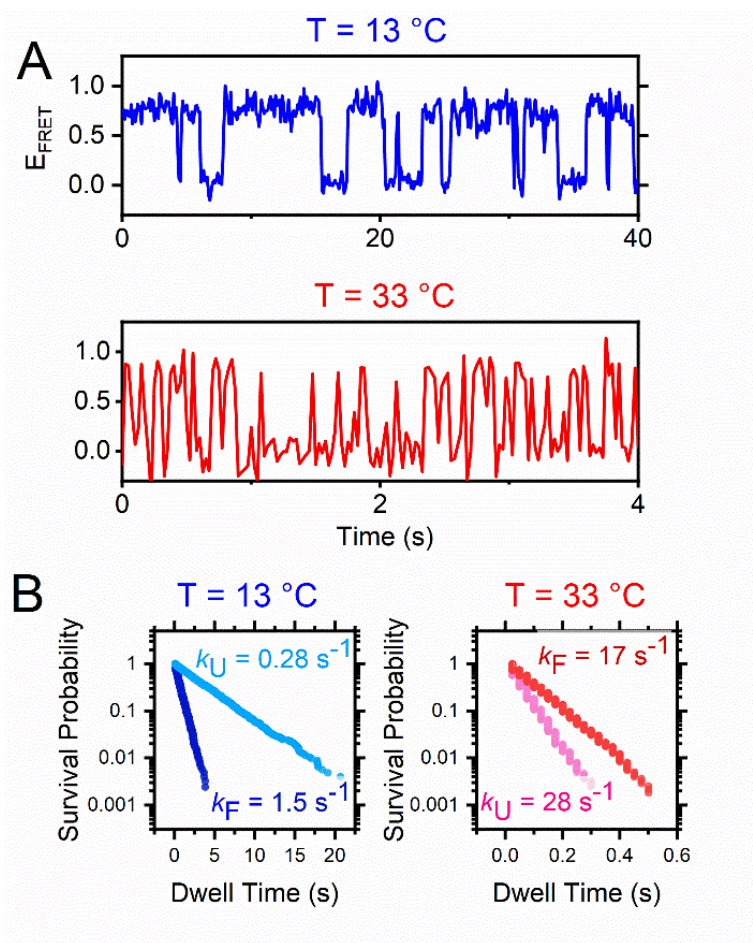 A
T = 13 °C
E_FRET
1.0
0.5
0.0
0 20 40
T = 33 °C
1.0
0.5
0.0
0 2 4
Time (s)
B
T = 13 °C
Survival Probability
1
0.1
0.01
0.001
k_U = 0.28 s⁻¹
k_F = 1.5 s⁻¹
0 5 10 15 20
Dwell Time (s)
T = 33 °C
Survival Probability
1
0.1
0.01
0.001
k_F = 17 s⁻¹
k_U = 28 s⁻¹
0.0 0.2 0.4 0.6
Dwell Time (s)